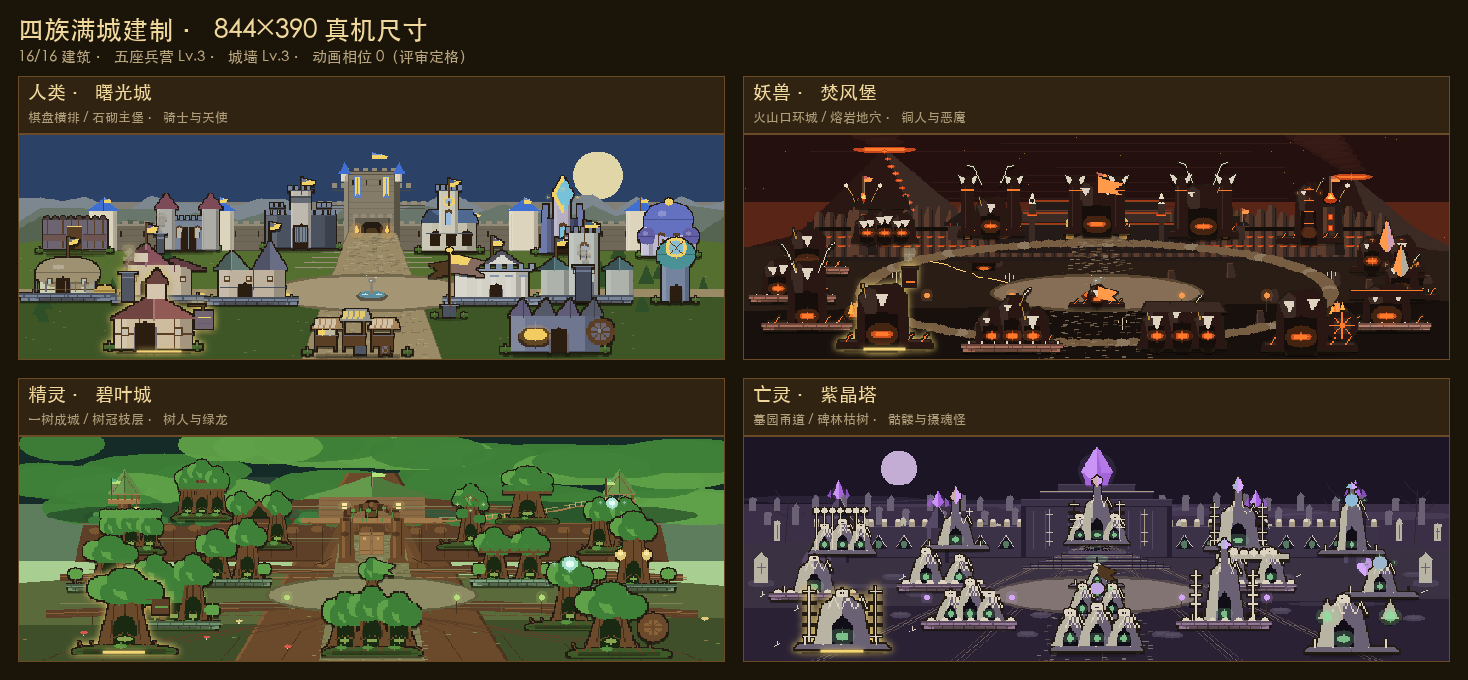 四族满城建制 · 844×390 真机尺寸
16/16 建筑 · 五座兵营 Lv.3 · 城墙 Lv.3 · 动画相位 0（评审定格）
人类 · 曙光城
棋盘横排 / 石砌主堡 · 骑士与天使
妖兽 · 焚风堡
火山口环城 / 熔岩地穴 · 铜人与恶魔
精灵 · 碧叶城
一树成城 / 树冠枝层 · 树人与绿龙
亡灵 · 紫晶塔
墓园甬道 / 碑林枯树 · 骷髅与摄魂怪